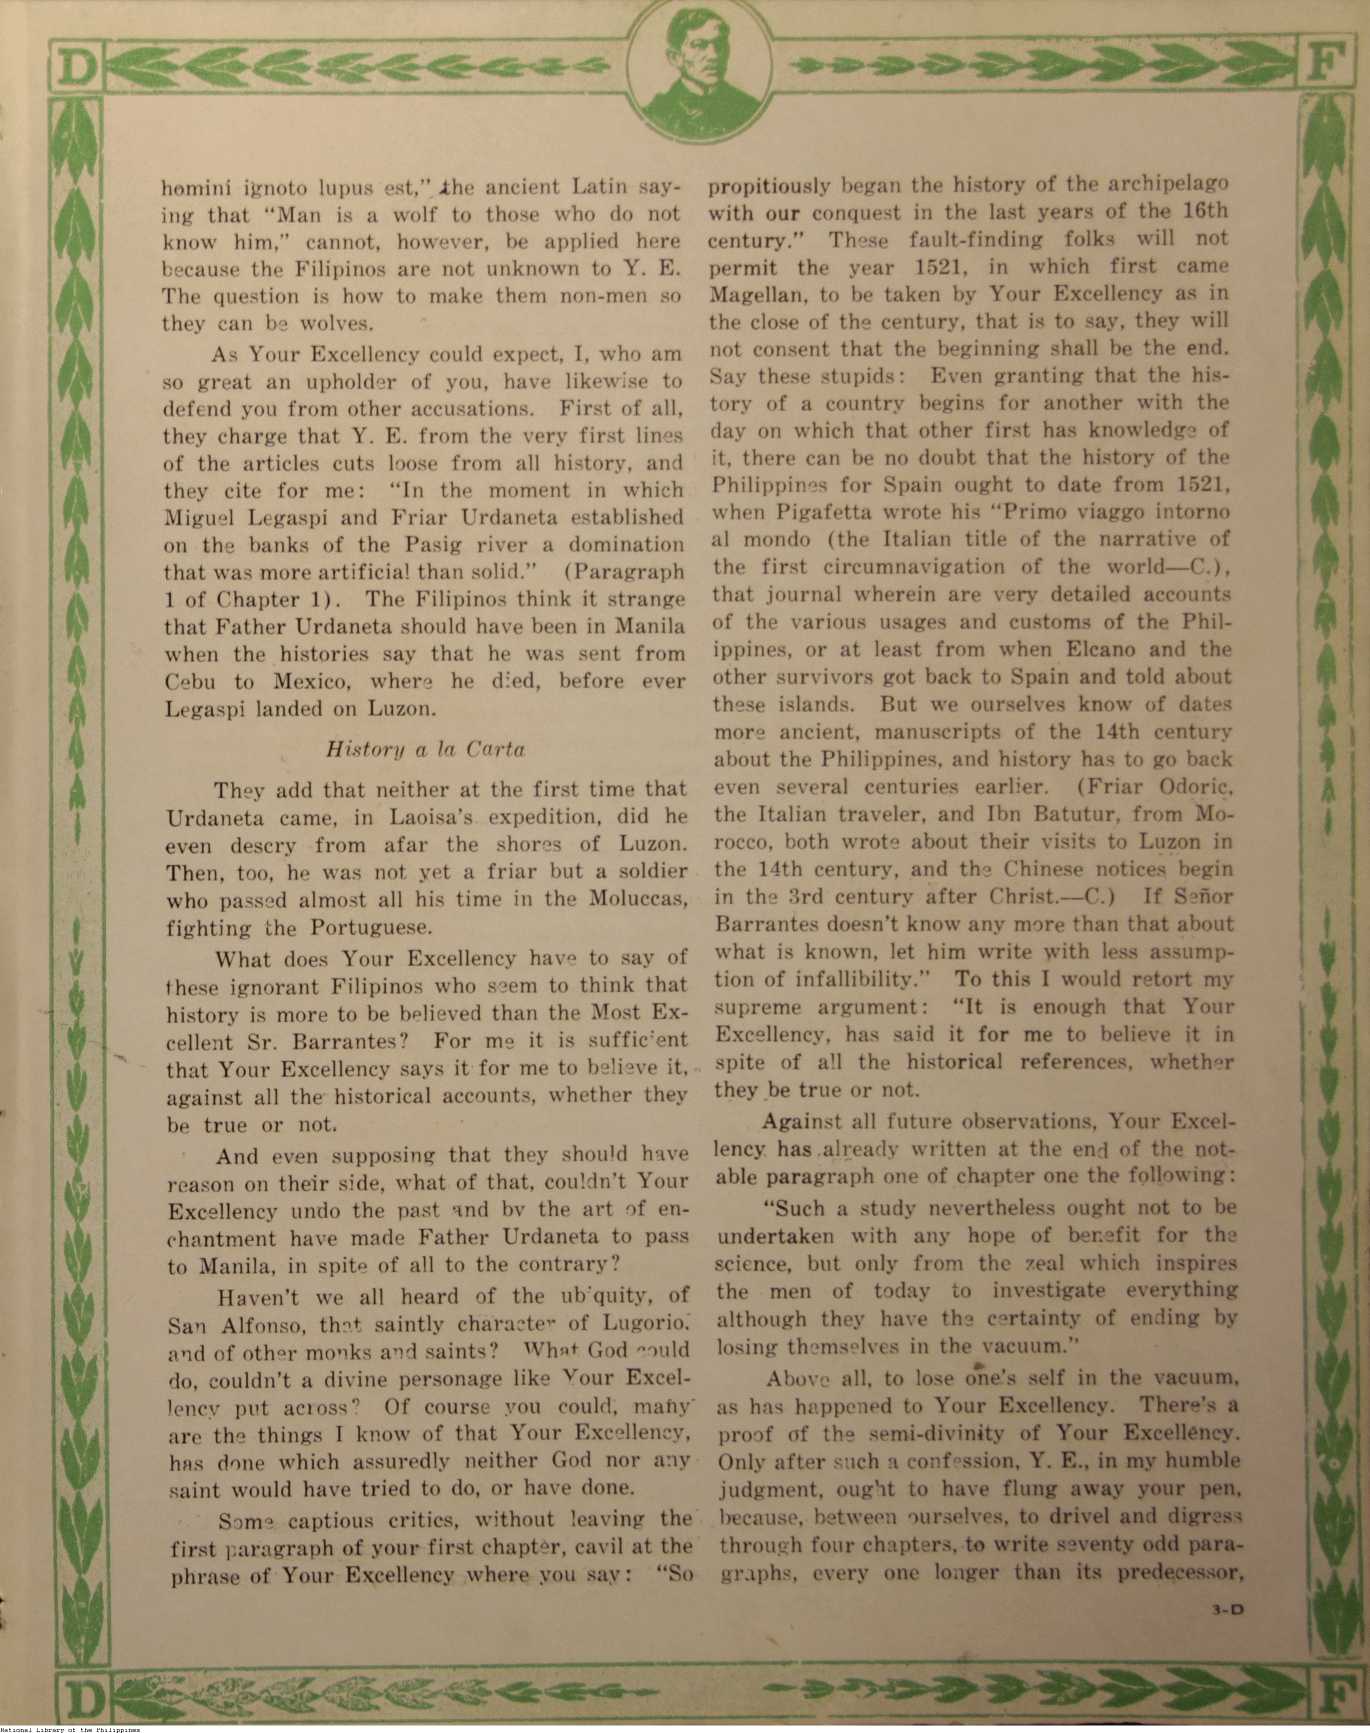 D
F
homini ignoto lupus est," the ancient Latin say-
ing that "Man is a wolf to those who do not
know him," cannot, however, be applied here
because the Filipinos are not unknown to Y. E.
The question is how to make them non-men so
they can be wolves.
As Your Excellency could expect, I, who am
so great an upholder of you, have likewise to
defend you from other accusations. First of all,
they charge that Y. E. from the very first lines
of the articles cuts loose from all history, and
they cite for me: "In the moment in which
Miguel Legaspi and Friar Urdaneta established
on the banks of the Pasig river a domination
that was more artificial than solid." (Paragraph
1 of Chapter 1). The Filipinos think it strange
that Father Urdaneta should have been in Manila
when the histories say that he was sent from
Cebu to Mexico, where he died, before ever
Legaspi landed on Luzon.
History a la Carta
They add that neither at the first time that
Urdaneta came, in Laoisa's expedition, did he
even descry from afar the shores of Luzon.
Then, too, he was not yet a friar but a soldier
who passed almost all his time in the Moluccas,
fighting the Portuguese.
What does Your Excellency have to say of
these ignorant Filipinos who seem to think that
history is more to be believed than the Most Ex-
cellent Sr. Barrantes? For me it is sufficient
that Your Excellency says it for me to believe it,
against all the historical accounts, whether they
be true or not.
And even supposing that they should have
reason on their side, what of that, couldn't Your
Excellency undo the past and by the art of en-
chantment have made Father Urdaneta to pass
to Manila, in spite of all to the contrary?
Haven't we all heard of the ubiquity, of
San Alfonso, that saintly character of Lugorio.
and of other monks and saints? What God could
do, couldn't a divine personage like Your Excel-
lency put across? Of course you could, many
are the things I know of that Your Excellency,
has done which assuredly neither God nor any
saint would have tried to do, or have done.
Some captious critics, without leaving the
first paragraph of your first chapter, cavil at the
phrase of Your Excellency where you say: "So
propitiously began the history of the archipelago
with our conquest in the last years of the 16th
century." These fault-finding folks will not
permit the year 1521, in which first came
Magellan, to be taken by Your Excellency as in
the close of the century, that is to say, they will
not consent that the beginning shall be the end.
Say these stupids: Even granting that the his-
tory of a country begins for another with the
day on which that other first has knowledge of
it, there can be no doubt that the history of the
Philippines for Spain ought to date from 1521,
when Pigafetta wrote his "Primo viaggo intorno
al mondo (the Italian title of the narrative of
the first circumnavigation of the world—C.),
that journal wherein are very detailed accounts
of the various usages and customs of the Phil-
ippines, or at least from when Elcano and the
other survivors got back to Spain and told about
these islands. But we ourselves know of dates
more ancient, manuscripts of the 14th century
about the Philippines, and history has to go back
even several centuries earlier. (Friar Odoric,
the Italian traveler, and Ibn Batutur, from Mo-
rocco, both wrote about their visits to Luzon in
the 14th century, and the Chinese notices begin
in the 3rd century after Christ.—C.) If Señor
Barrantes doesn't know any more than that about
what is known, let him write with less assump-
tion of infallibility." To this I would retort my
supreme argument: "It is enough that Your
Excellency, has said it for me to believe it in
spite of all the historical references, whether
they be true or not.
Against all future observations, Your Excel-
lency has already written at the end of the not-
able paragraph one of chapter one the following:
"Such a study nevertheless ought not to be
undertaken with any hope of benefit for the
science, but only from the zeal which inspires
the men of today to investigate everything
although they have the certainty of ending by
losing themselves in the vacuum."
Above all, to lose one's self in the vacuum,
as has happened to Your Excellency. There's a
proof of the semi-divinity of Your Excellency.
Only after such a confession, Y. E., in my humble
judgment, ought to have flung away your pen,
because, between ourselves, to drivel and digress
through four chapters, to write seventy odd para-
graphs, every one longer than its predecessor,
3-D
D
F
National Library of the Philippines